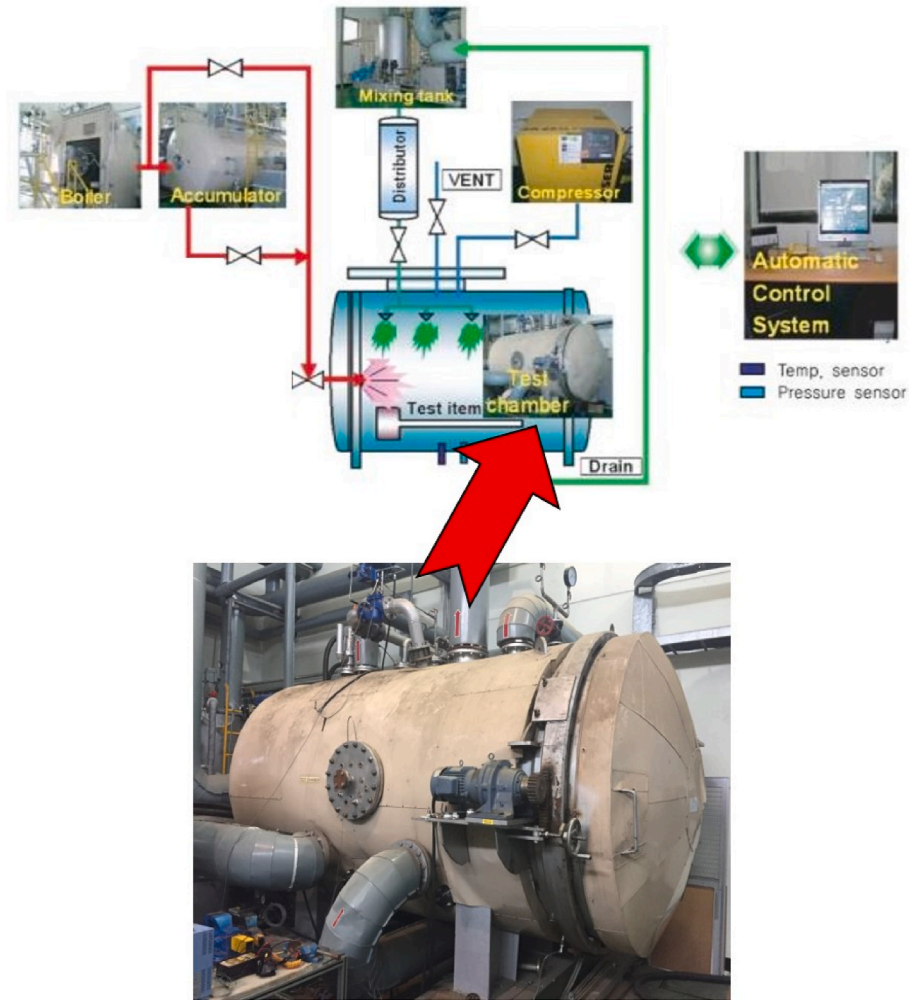 Mixing tank
Boiler
Accumulator
Distributor
VENT
Compressor
Automatic
Control
System
Test
chamber
Test item
Temp, sensor
Pressure sensor
Drain